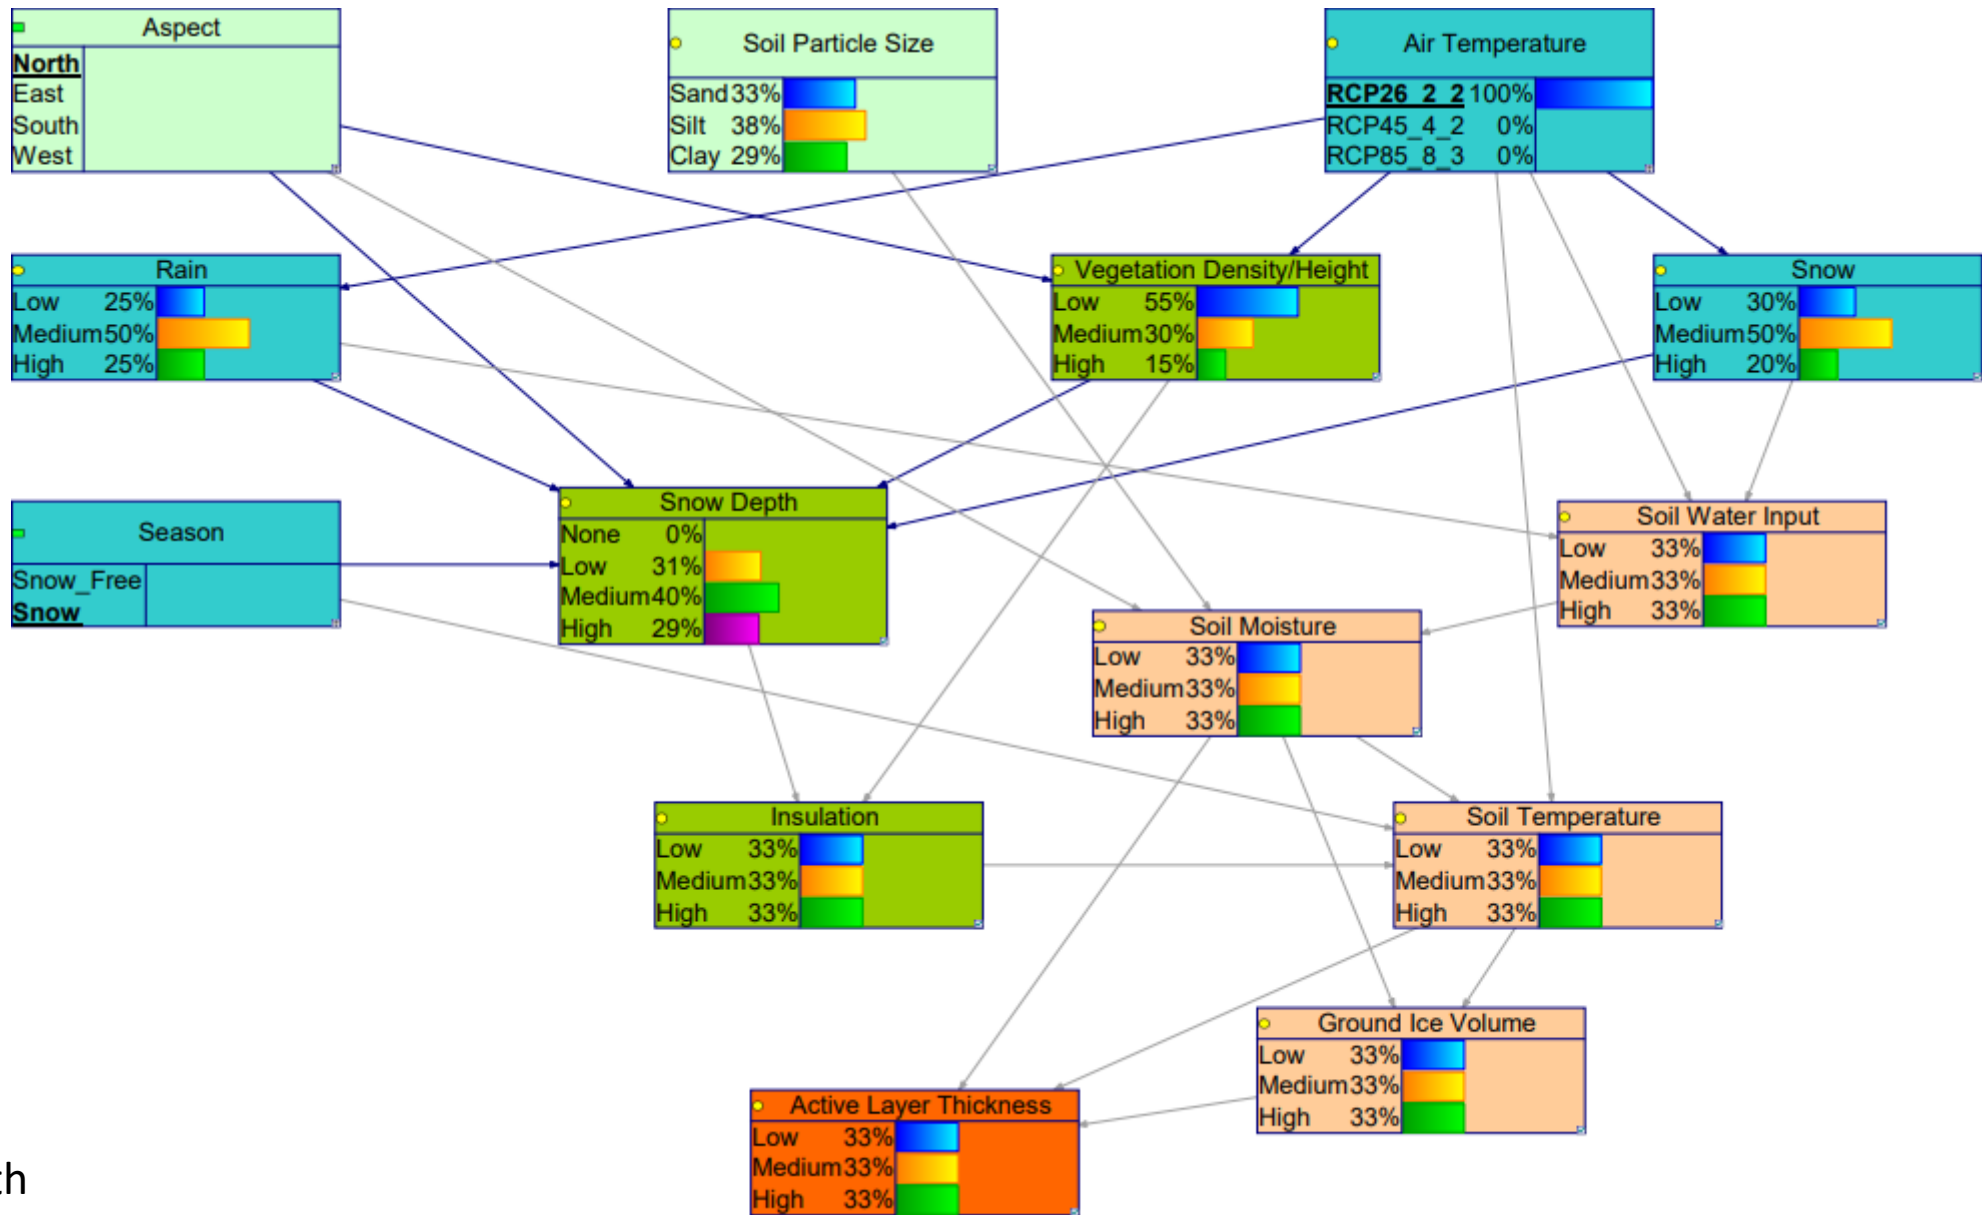 Aspect
North
East
South
West
Soil Particle Size
Sand 33%
Silt 38%
Clay 29%
Air Temperature
RCP26_2_2 100%
RCP45_4_2 0%
RCP85_8_3 0%
Rain
Low 25%
Medium 50%
High 25%
Vegetation Density/Height
Low 55%
Medium 30%
High 15%
Snow
Low 30%
Medium 50%
High 20%
Season
Snow_Free
Snow
Snow Depth
None 0%
Low 31%
Medium 40%
High 29%
Soil Water Input
Low 33%
Medium 33%
High 33%
Soil Moisture
Low 33%
Medium 33%
High 33%
Insulation
Low 33%
Medium 33%
High 33%
Soil Temperature
Low 33%
Medium 33%
High 33%
Ground Ice Volume
Low 33%
Medium 33%
High 33%
Active Layer Thickness
Low 33%
Medium 33%
High 33%